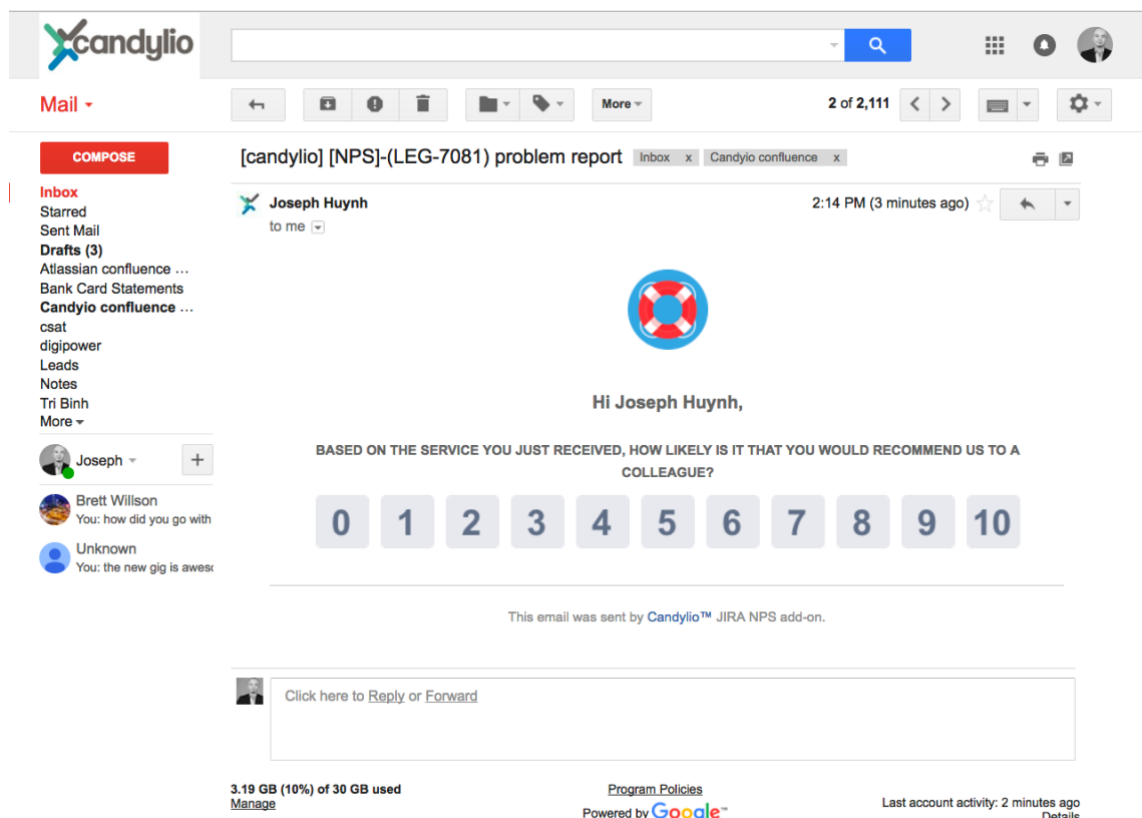 candylio
Mail
More
2 of 2,111
COMPOSE
[candylio] [NPS]-(LEG-7081) problem report
Inbox x
Candyio confluence x
Inbox
Starred
Sent Mail
Drafts (3)
Atlassian confluence …
Bank Card Statements
Candyio confluence …
csat
digipower
Leads
Notes
Tri Binh
More
Joseph
+
Brett Willson
You: how did you go with
Unknown
You: the new gig is aweso
Joseph Huynh
2:14 PM (3 minutes ago)
to me
Hi Joseph Huynh,
BASED ON THE SERVICE YOU JUST RECEIVED, HOW LIKELY IS IT THAT YOU WOULD RECOMMEND US TO A
COLLEAGUE?
0 1 2 3 4 5 6 7 8 9 10
This email was sent by Candylio™ JIRA NPS add-on.
Click here to Reply or Forward
3.19 GB (10%) of 30 GB used
Manage
Program Policies
Powered by Google™
Last account activity: 2 minutes ago
Details